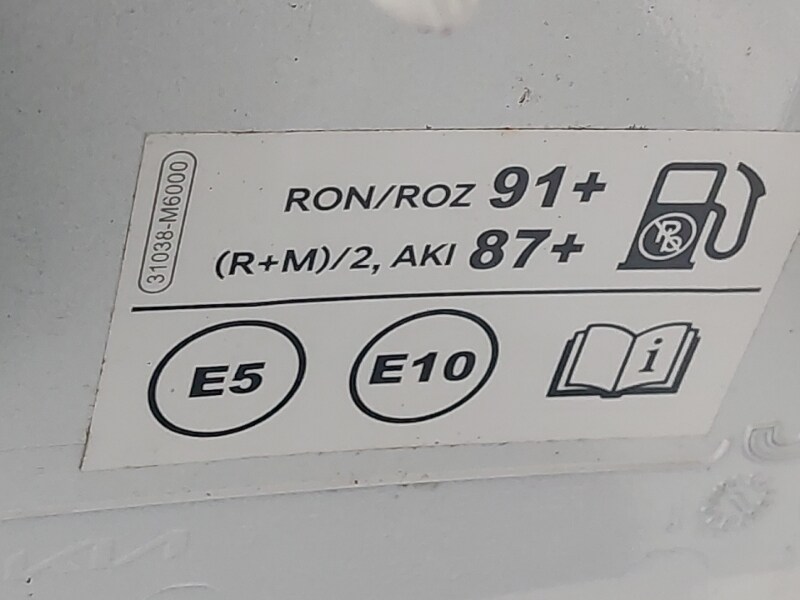 31038-M6000
RON/ROZ 91+
(R+M)/2, AKI 87+
E5 E10 i